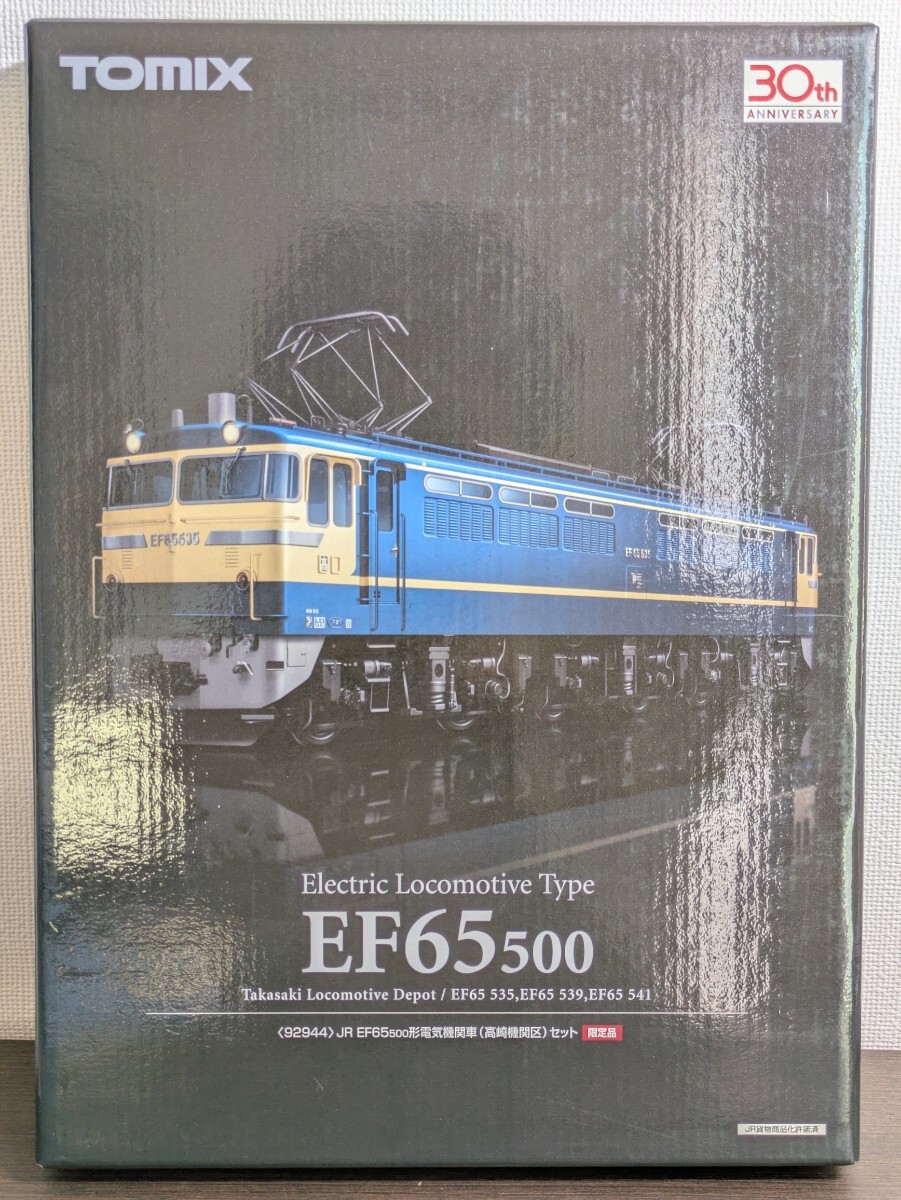 TOMIX
30th
ANNIVERSARY
EF65535
EF65 535
Electric Locomotive Type
EF65 500
Takasaki Locomotive Depot / EF65 535,EF65 539,EF65 541
〈92944〉JR EF65500形電気機関車(高崎機関区)セット 限定品
JR貨物商品化許諾済